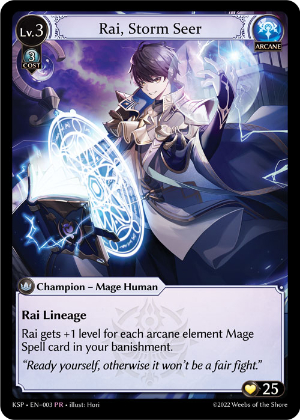 Lv.3
Rai, Storm Seer
3
COST
ARCANE
Champion – Mage Human
Rai Lineage
Rai gets +1 level for each arcane element Mage
Spell card in your banishment.
“Ready yourself, otherwise it won’t be a fair fight.”
25
KSP • EN–003 PR • illust: Hori
©2022 Weebs of the Shore